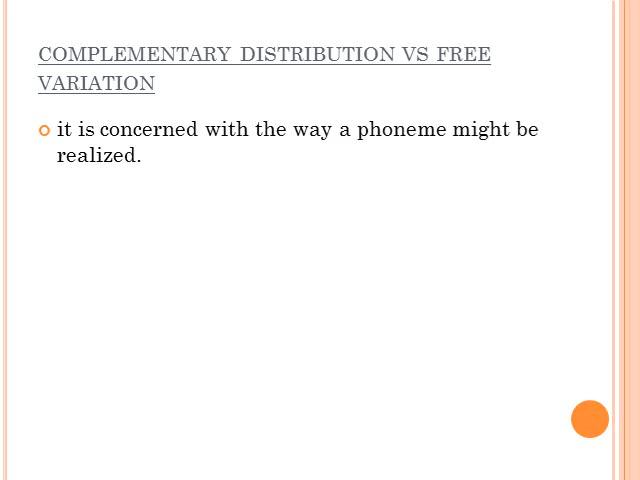 COMPLEMENTARY DISTRIBUTION VS FREE
VARIATION
it is concerned with the way a phoneme might be
realized.